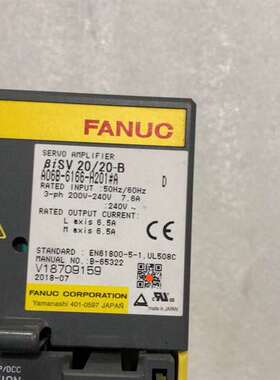 FANUC
SERVO AMPLIFIER
βiSV 20/20-B
A06B-6166-H201#A D
RATED INPUT :50Hz/60Hz
3-ph 200V-240V 7.8A
:240V~
RATED OUTPUT CURRENT:
L axis 6.5A
M axis 6.5A
STANDARD : EN61800-5-1,UL508C
MANUAL NO.:B-65322
V18709159
2018-07
FANUC CORPORATION
Yamanashi 401-0597 JAPAN
Made in JAPAN